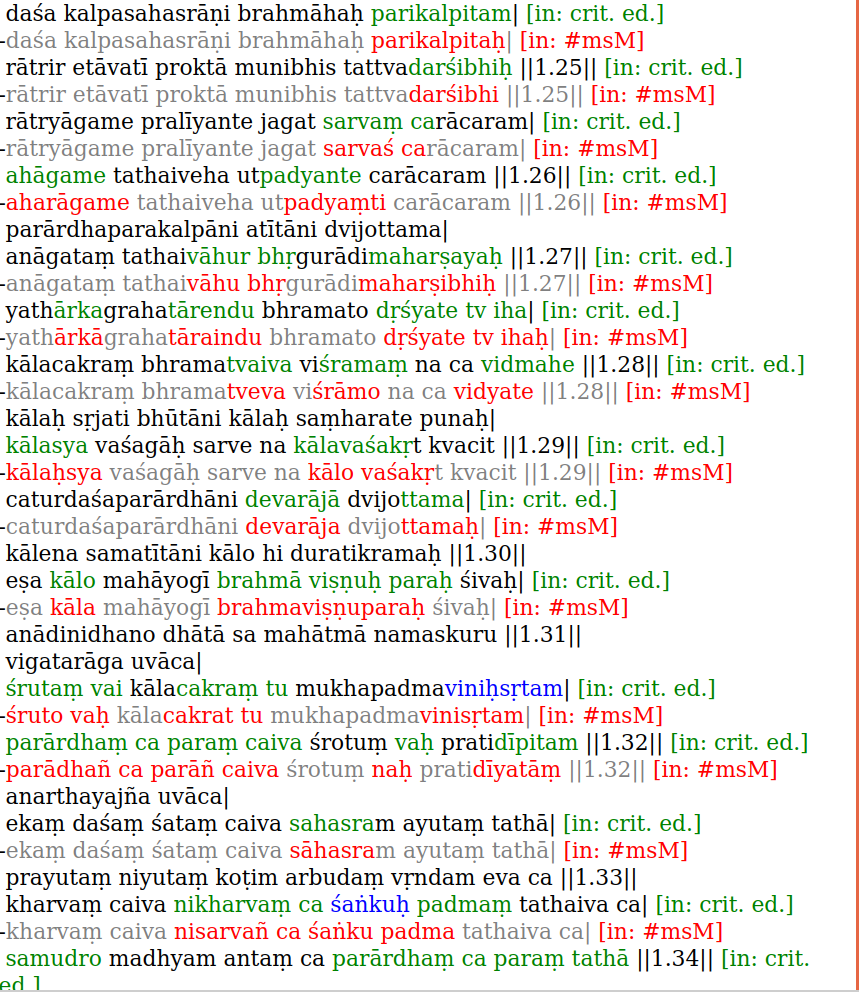 daśa kalpasahasrāṇi brahmāhaḥ parikalpitam| [in: crit. ed.]
-daśa kalpasahasrāṇi brahmāhaḥ parikalpitaḥ| [in: #msM]
rātrir etāvatī proktā munibhis tattvadarśibhiḥ ||1.25|| [in: crit. ed.]
-rātrir etāvatī proktā munibhis tattvadarśibhi ||1.25|| [in: #msM]
rātryāgame pralīyante jagat sarvaṃ carācaram| [in: crit. ed.]
-rātryāgame pralīyante jagat sarvaś carācaram| [in: #msM]
ahāgame tathaiveha utpadyante carācaram ||1.26|| [in: crit. ed.]
-aharāgame tathaiveha utpadyaṃti carācaram ||1.26|| [in: #msM]
parārdhaparakalpāni atītāni dvijottama|
anāgataṃ tathaivāhur bhṛgurādimaharṣayaḥ ||1.27|| [in: crit. ed.]
-anāgataṃ tathaivāhu bhṛgurādimaharṣibhiḥ ||1.27|| [in: #msM]
yathārkagrahatārendu bhramato dṛśyate tv iha| [in: crit. ed.]
-yathārkāgrahatāraindu bhramato dṛśyate tv ihaḥ| [in: #msM]
kālacakraṃ bhramatvaiva viśramaṃ na ca vidmahe ||1.28|| [in: crit. ed.]
-kālacakraṃ bhramatveva viśrāmo na ca vidyate ||1.28|| [in: #msM]
kālaḥ sṛjati bhūtāni kālaḥ saṃharate punaḥ|
kālasya vaśagāḥ sarve na kālavaśakṛt kvacit ||1.29|| [in: crit. ed.]
-kālaḥsya vaśagāḥ sarve na kālo vaśakṛt kvacit ||1.29|| [in: #msM]
caturdaśaparārdhāni devarājā dvijottama| [in: crit. ed.]
-caturdaśaparārdhāni devarāja dvijottamaḥ| [in: #msM]
kālena samatītāni kālo hi duratikramaḥ ||1.30||
eṣa kālo mahāyogī brahmā viṣṇuḥ paraḥ śivaḥ| [in: crit. ed.]
-eṣa kāla mahāyogī brahmaviṣṇuparaḥ śivaḥ| [in: #msM]
anādinidhano dhātā sa mahātmā namaskuru ||1.31||
vigatarāga uvāca|
śrutaṃ vai kālacakraṃ tu mukhapadmaviniḥsṛtam| [in: crit. ed.]
-śruto vaḥ kālacakrat tu mukhapadmavinisṛtam| [in: #msM]
parārdhaṃ ca paraṃ caiva śrotuṃ vaḥ pratidīpitam ||1.32|| [in: crit. ed.]
-parādhañ ca parāñ caiva śrotuṃ naḥ pratidīyatāṃ ||1.32|| [in: #msM]
anarthayajña uvāca|
ekaṃ daśaṃ śataṃ caiva sahasram ayutaṃ tathā| [in: crit. ed.]
-ekaṃ daśaṃ śataṃ caiva sāhasram ayutaṃ tathā| [in: #msM]
prayutaṃ niyutaṃ koṭim arbudaṃ vṛndam eva ca ||1.33||
kharvaṃ caiva nikharvaṃ ca śaṅkuḥ padmaṃ tathaiva ca| [in: crit. ed.]
-kharvaṃ caiva nisarvañ ca śaṅku padma tathaiva ca| [in: #msM]
samudro madhyam antaṃ ca parārdhaṃ ca paraṃ tathā ||1.34|| [in: crit.
ed.]